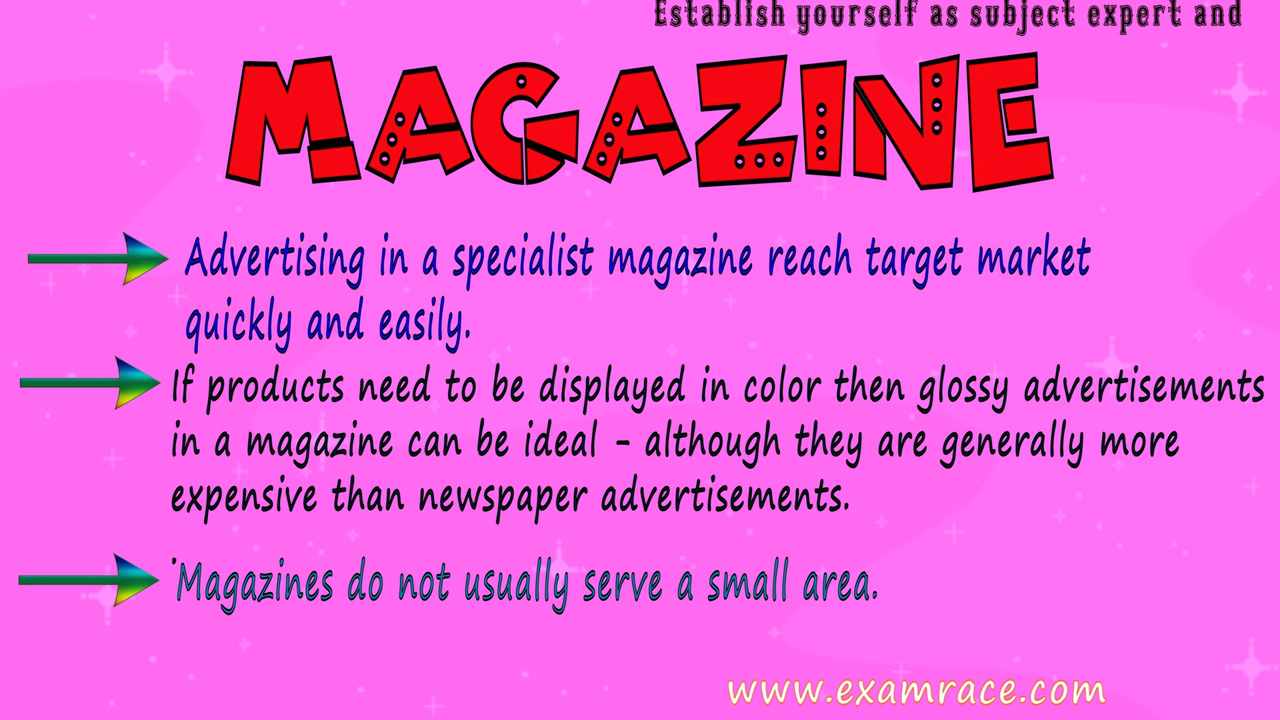 Establish yourself as subject expert and
MAGAZINE
Advertising in a specialist magazine reach target market
quickly and easily.
If products need to be displayed in color then glossy advertisements
in a magazine can be ideal - although they are generally more
expensive than newspaper advertisements.
Magazines do not usually serve a small area.
www.examrace.com